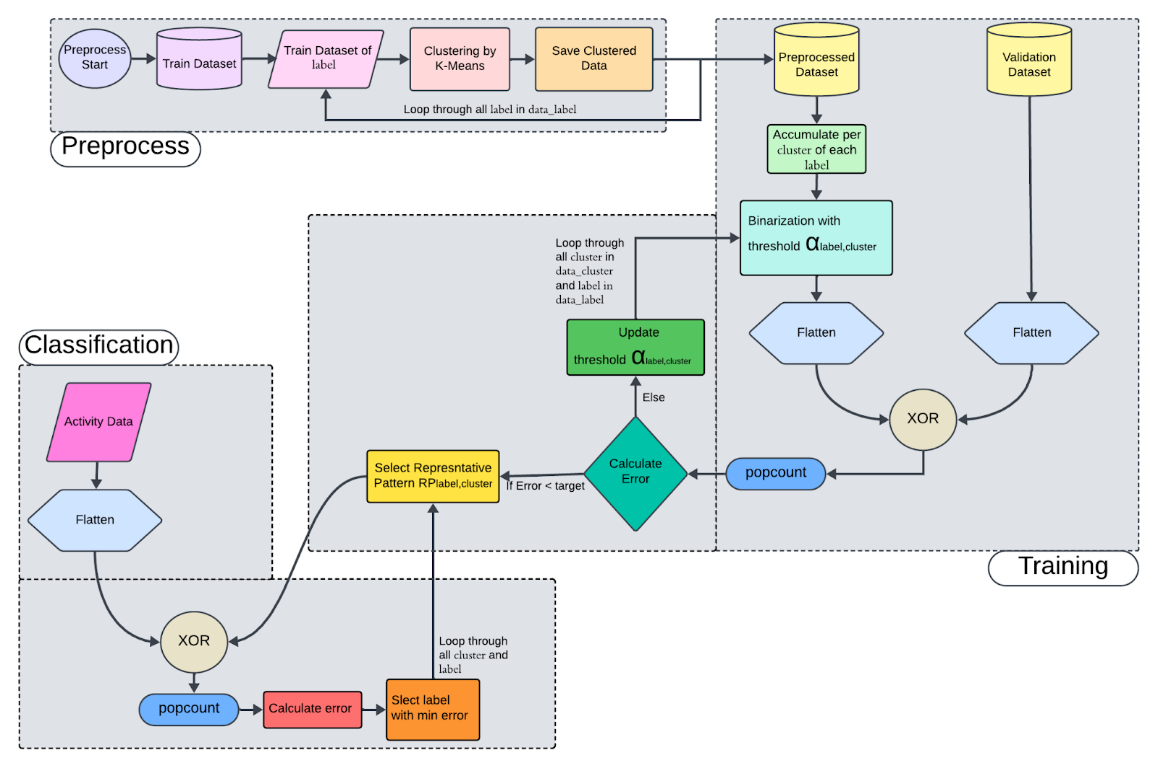 Preprocess
Start
Train Dataset
Train Dataset of
label
Clustering by
K-Means
Save Clustered
Data
Loop through all label in data_label
Preprocess
Preprocessed
Dataset
Validation
Dataset
Accumulate per
cluster of each
label
Binarization with
threshold αlabel,cluster
Flatten
Flatten
XOR
popcount
Training
Loop through
all cluster in
data_cluster
and label in
data_label
Update
threshold αlabel,cluster
Else
Calculate
Error
If Error < target
Select Represntative
Pattern RPlabel,cluster
Classification
Activity Data
Flatten
XOR
popcount
Calculate error
Slect label
with min error
Loop through
all cluster and
label